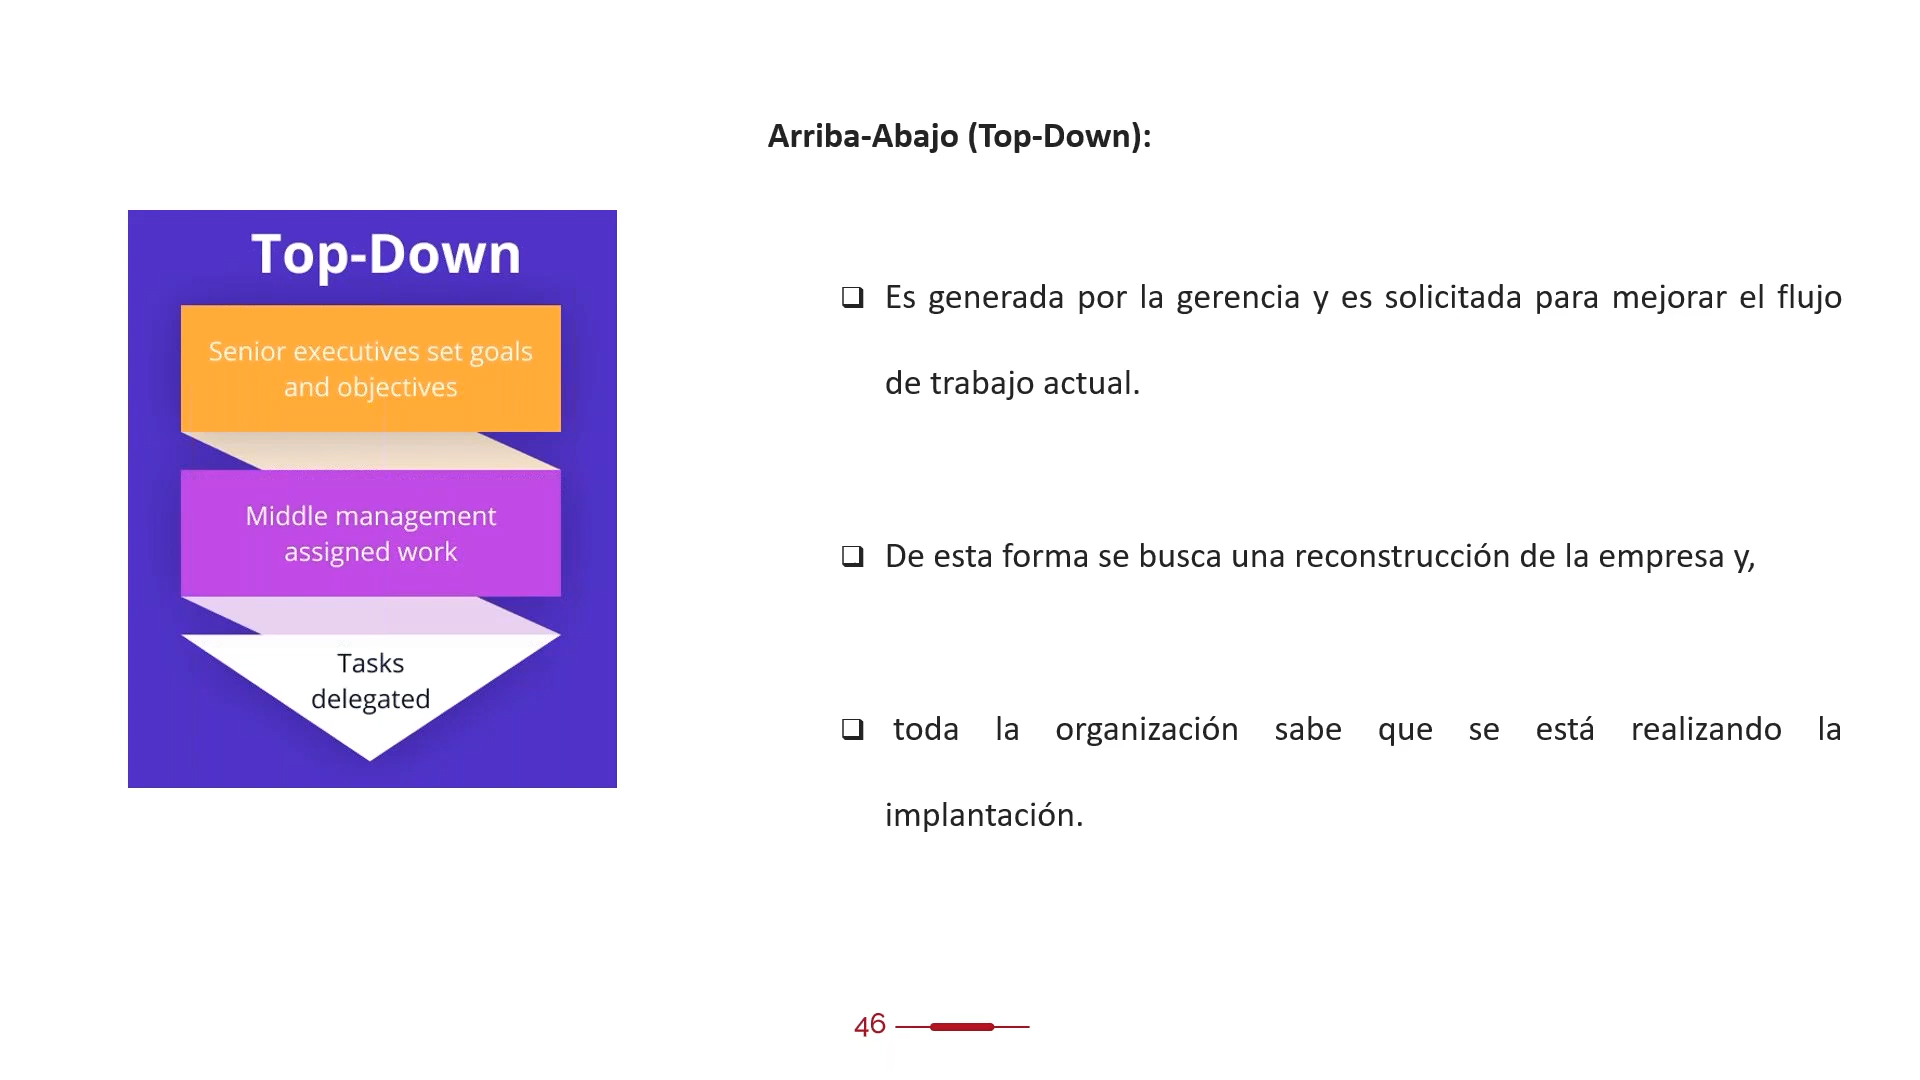 Arriba-Abajo (Top-Down):
Top-Down
Senior executives set goals
and objectives
Middle management
assigned work
Tasks
delegated
❑ Es generada por la gerencia y es solicitada para mejorar el flujo
de trabajo actual.
❑ De esta forma se busca una reconstrucción de la empresa y,
❑ toda la organización sabe que se está realizando la
implantación.
46